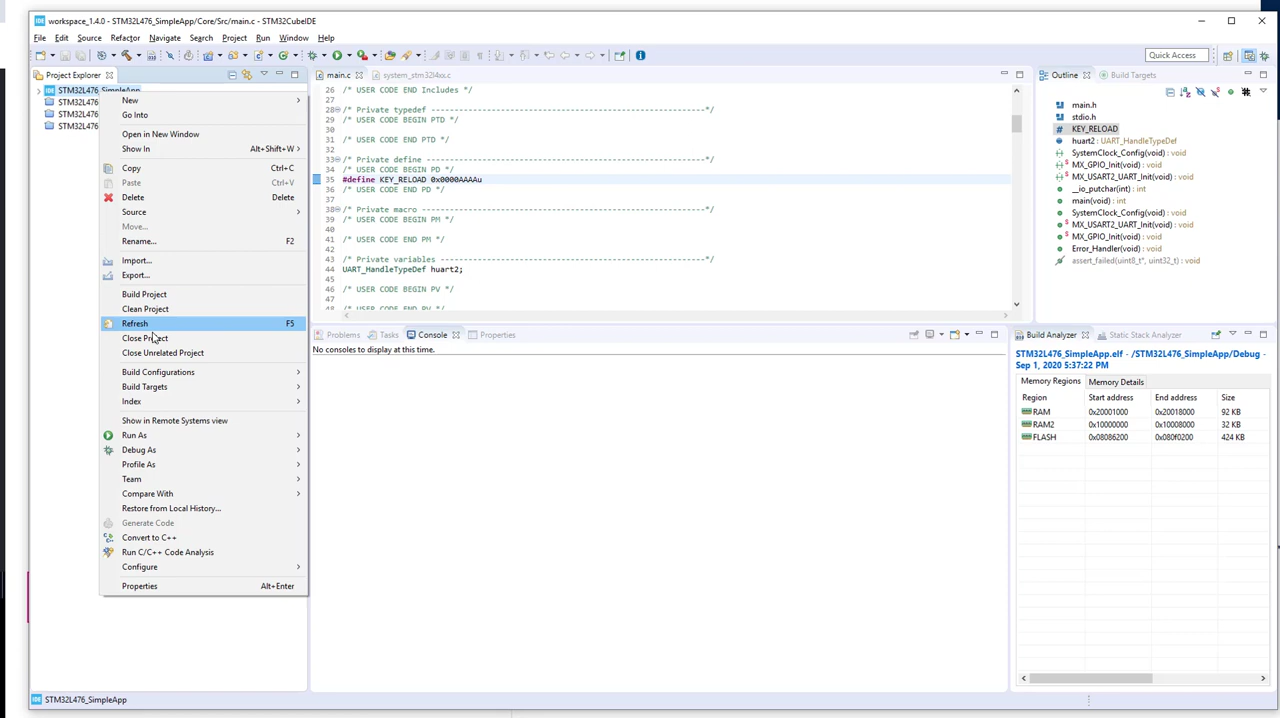 workspace_1.4.0 - STM32L476_SimpleApp/Core/Src/main.c - STM32CubeIDE
File Edit Source Refactor Navigate Search Project Run Window Help
Quick Access
Project Explorer
STM32L476_SimpleApp
STM32L476
STM32L476
STM32L476
New
Go Into
Open in New Window
Show In Alt+Shift+W
Copy Ctrl+C
Paste Ctrl+V
Delete Delete
Source
Move...
Rename... F2
Import...
Export...
Build Project
Clean Project
Refresh F5
Close Project
Close Unrelated Project
Build Configurations
Build Targets
Index
Show in Remote Systems view
Run As
Debug As
Profile As
Team
Compare With
Restore from Local History...
Generate Code
Convert to C++
Run C/C++ Code Analysis
Configure
Properties Alt+Enter
main.c system_stm32l4xx.c
26 /* USER CODE END Includes */
27
28 /* Private typedef -----------------------------------------------------------*/
29 /* USER CODE BEGIN PTD */
30
31 /* USER CODE END PTD */
32
33 /* Private define ------------------------------------------------------------*/
34 /* USER CODE BEGIN PD */
35 #define KEY_RELOAD 0x0000AAAAu
36 /* USER CODE END PD */
37
38 /* Private macro -------------------------------------------------------------*/
39 /* USER CODE BEGIN PM */
40
41 /* USER CODE END PM */
42
43 /* Private variables ---------------------------------------------------------*/
44 UART_HandleTypeDef huart2;
45
46 /* USER CODE BEGIN PV */
47
48 /* USER CODE END PV */
Problems Tasks Console Properties
No consoles to display at this time.
Outline Build Targets
main.h
stdio.h
KEY_RELOAD
huart2 : UART_HandleTypeDef
SystemClock_Config(void) : void
MX_GPIO_Init(void) : void
MX_USART2_UART_Init(void) : void
__io_putchar(int) : int
main(void) : int
SystemClock_Config(void) : void
MX_USART2_UART_Init(void) : void
MX_GPIO_Init(void) : void
Error_Handler(void) : void
assert_failed(uint8_t*, uint32_t) : void
Build Analyzer Static Stack Analyzer
STM32L476_SimpleApp.elf - /STM32L476_SimpleApp/Debug -
Sep 1, 2020 5:37:22 PM
Memory Regions Memory Details
Region Start address End address Size
RAM 0x20001000 0x20018000 92 KB
RAM2 0x10000000 0x10008000 32 KB
FLASH 0x08086200 0x080f0200 424 KB
STM32L476_SimpleApp